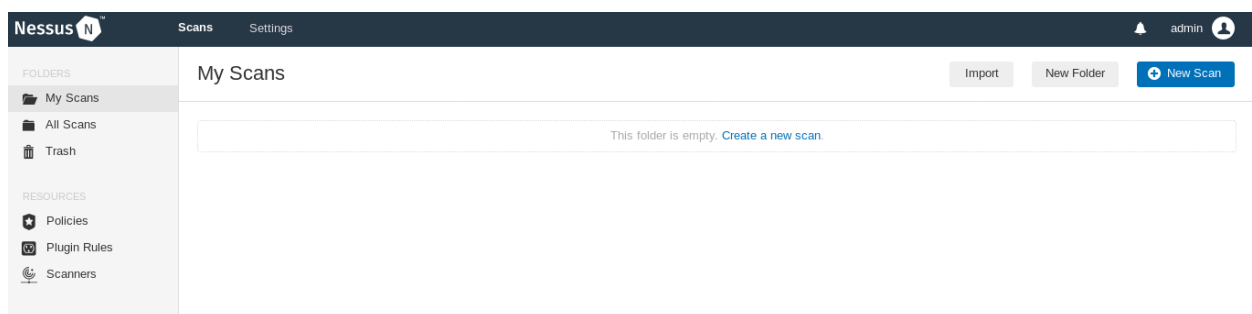 Nessus N™ Scans Settings admin
FOLDERS
My Scans
All Scans
Trash
RESOURCES
Policies
Plugin Rules
Scanners
My Scans Import New Folder New Scan
This folder is empty. Create a new scan.